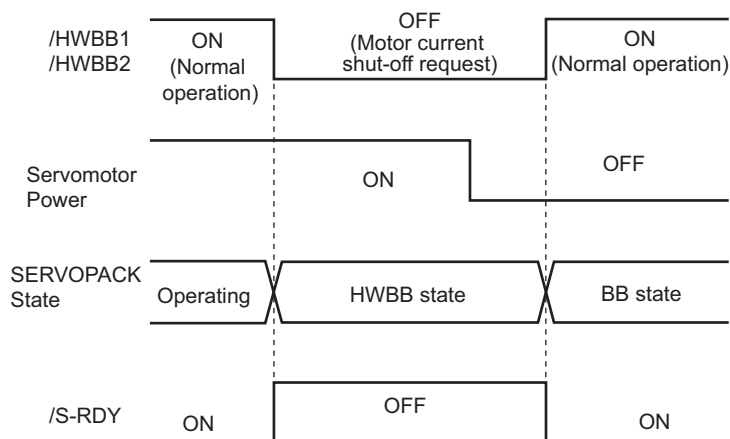 /HWBB1
/HWBB2
ON
(Normal
operation)
OFF
(Motor current
shut-off request)
ON
(Normal operation)
Servomotor
Power
ON
OFF
SERVOPACK
State
Operating
HWBB state
BB state
/S-RDY
ON
OFF
ON